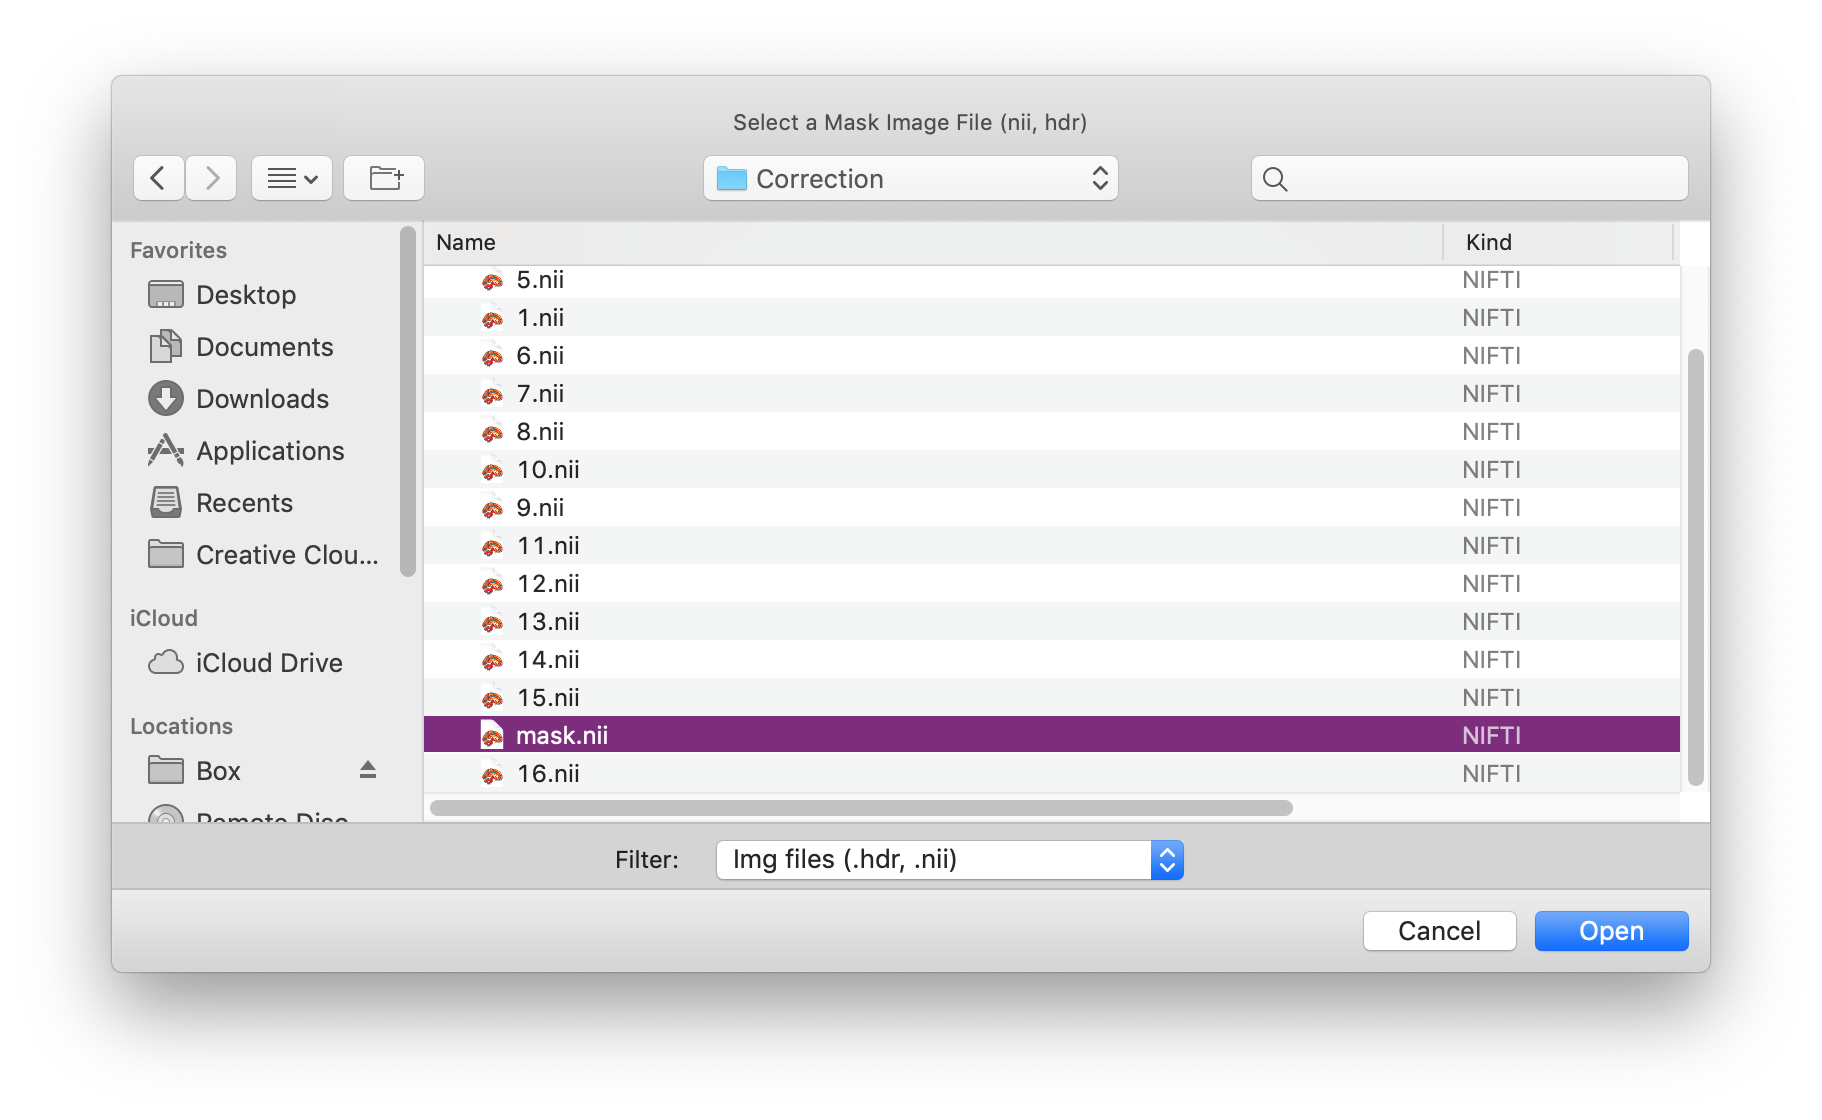 Select a Mask Image File (nii, hdr)
Correction
Favorites
Desktop
Documents
Downloads
Applications
Recents
Creative Clou...
iCloud
iCloud Drive
Locations
Box
Remote Disc
Name Kind
5.nii NIFTI
1.nii NIFTI
6.nii NIFTI
7.nii NIFTI
8.nii NIFTI
10.nii NIFTI
9.nii NIFTI
11.nii NIFTI
12.nii NIFTI
13.nii NIFTI
14.nii NIFTI
15.nii NIFTI
mask.nii NIFTI
16.nii NIFTI
Filter: Img files (.hdr, .nii)
Cancel Open